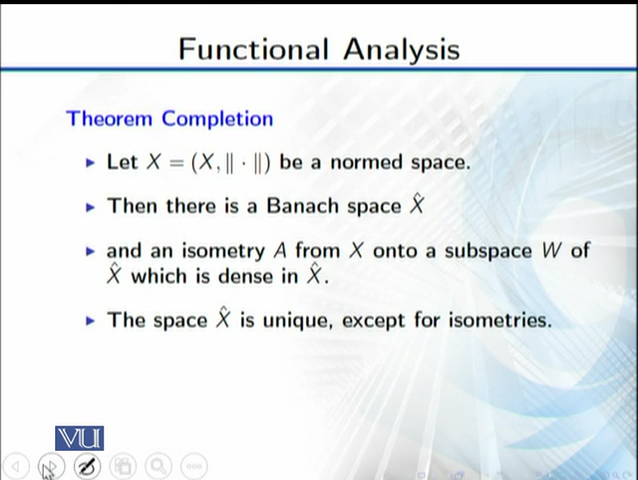 Functional Analysis
Theorem Completion
▸ Let X = (X, ‖ · ‖) be a normed space.
▸ Then there is a Banach space X̂
▸ and an isometry A from X onto a subspace W of
X̂ which is dense in X̂.
▸ The space X̂ is unique, except for isometries.
VU